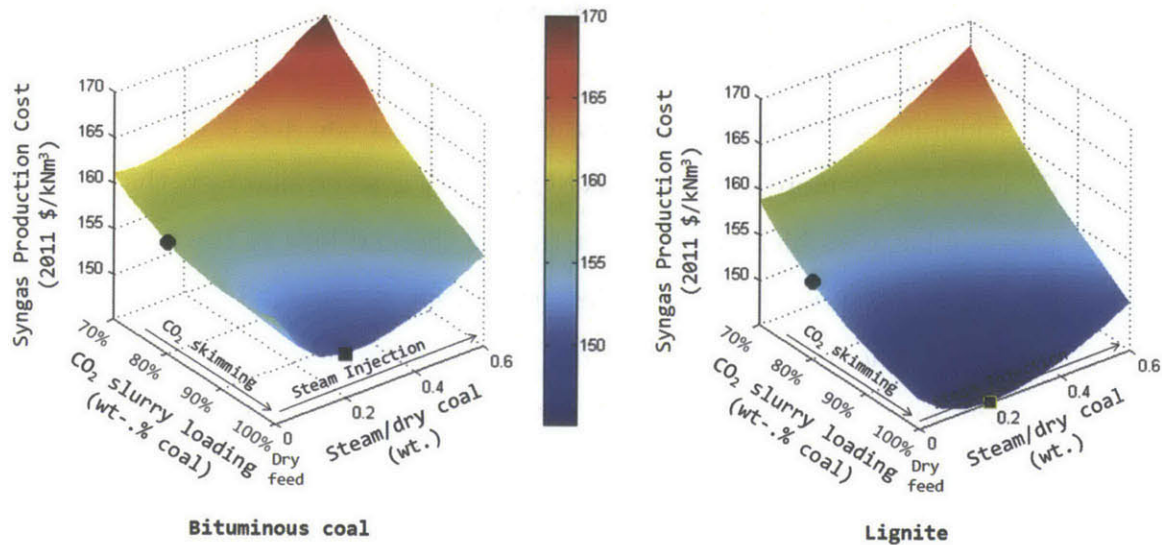 170
165
160
155
150
Syngas Production Cost
(2011 $/kNm³)
70%
80%
90%
100%
CO₂ skimming
CO₂ slurry loading
(wt-.% coal)
Dry
feed
Steam Injection
0
0.2
0.4
0.6
Steam/dry coal
(wt.)
Bituminous coal
170
165
160
155
150
170
165
160
155
150
Syngas Production Cost
(2011 $/kNm³)
70%
80%
90%
100%
CO₂ skimming
CO₂ slurry loading
(wt-.% coal)
Dry
feed
0
0.2
0.4
0.6
Steam/dry coal
(wt.)
Lignite